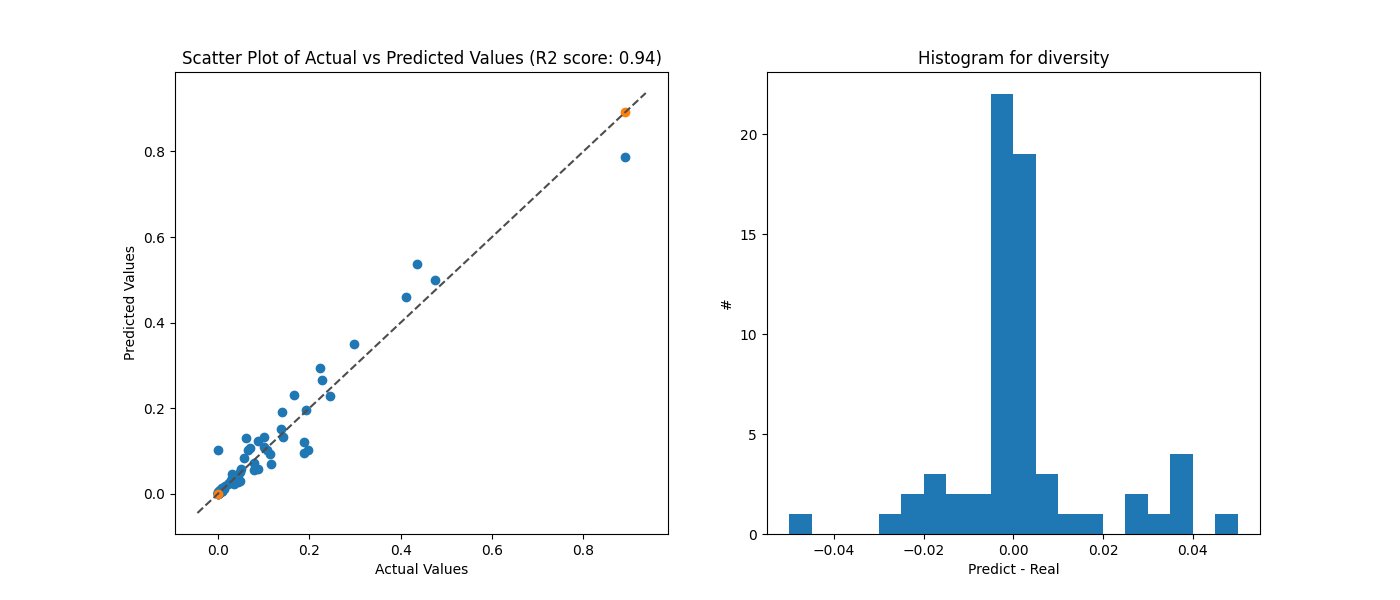 Scatter Plot of Actual vs Predicted Values (R2 score: 0.94)
Predicted Values
0.8
0.6
0.4
0.2
0.0
0.0 0.2 0.4 0.6 0.8
Actual Values
Histogram for diversity
#
20
15
10
5
0
−0.04 −0.02 0.00 0.02 0.04
Predict - Real